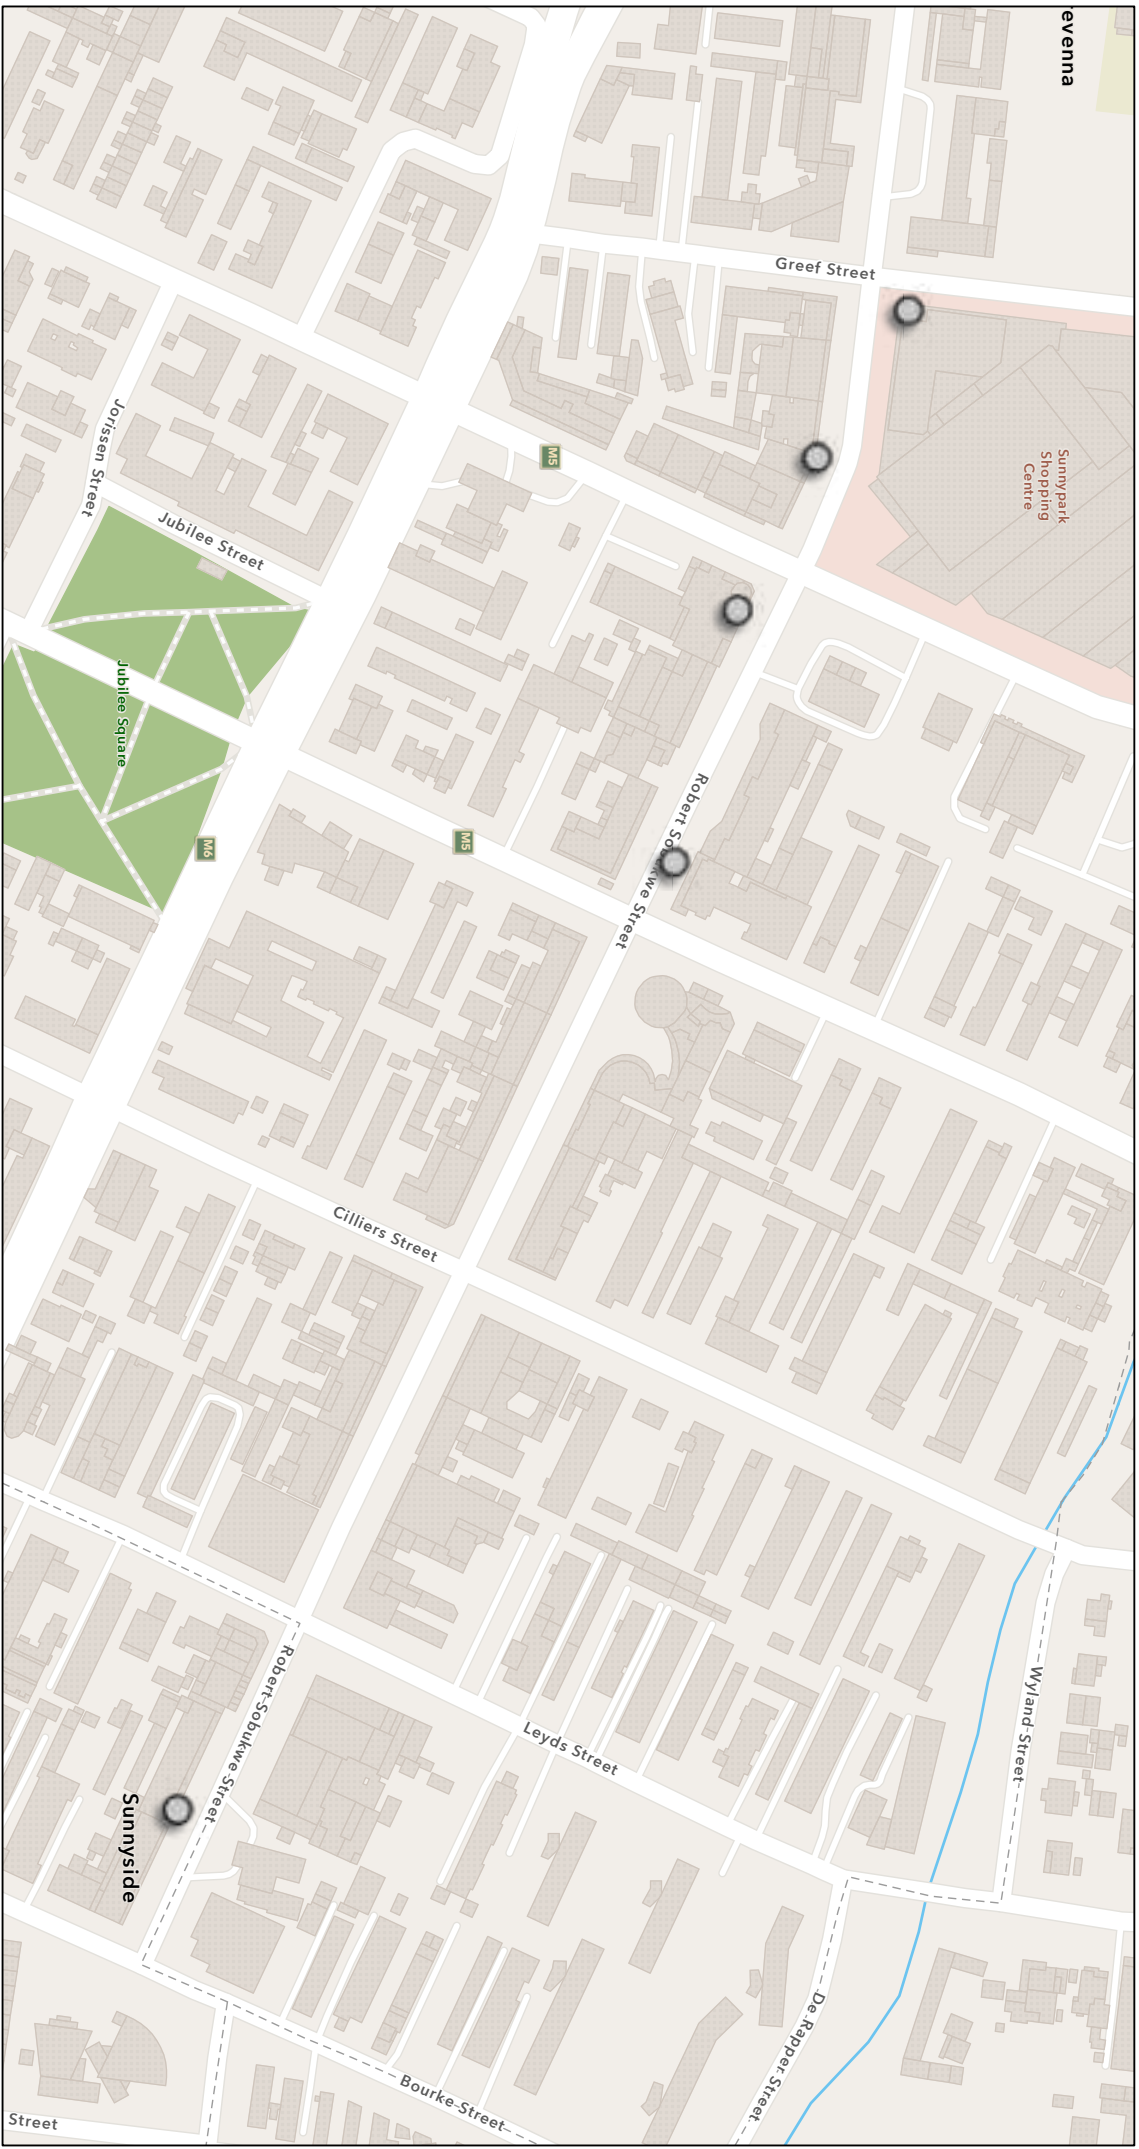 evenna
Greef Street
Sunnypark
Shopping
Centre
Jorissen Street
M5
Jubilee Street
Jubilee Square
Robert Sobukwe Street
M5
M6
Cilliers Street
Robert Sobukwe Street
Wyland Street
Leyds Street
Sunnyside
De Rapper Street
Bourke Street
Street